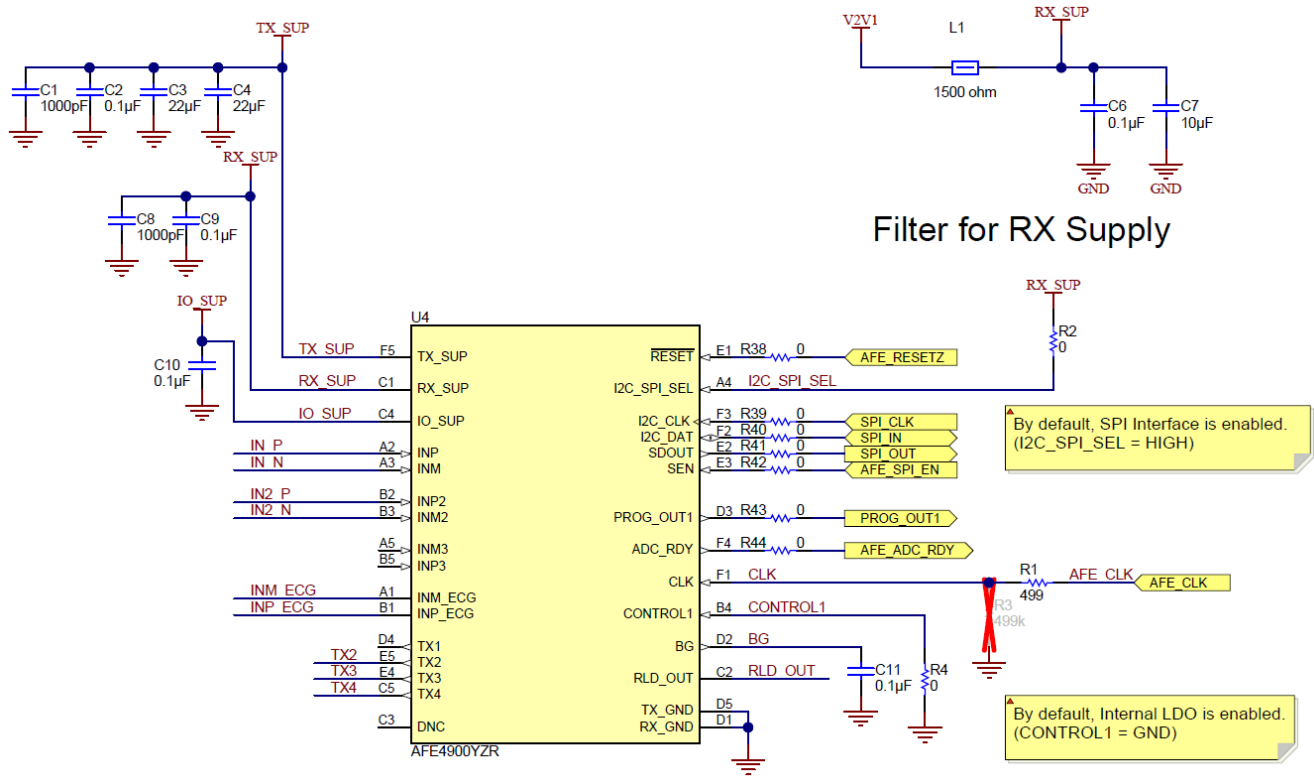 TX_SUP
C1
1000pF
C2
0.1µF
C3
22µF
C4
22µF
V2V1
L1
1500 ohm
RX_SUP
C6
0.1µF
C7
10µF
GND
GND
Filter for RX Supply
RX_SUP
C8
1000pF
C9
0.1µF
IO_SUP
C10
0.1µF
U4
TX_SUP F5 TX_SUP
RX_SUP C1 RX_SUP
IO_SUP C4 IO_SUP
IN_P A2 INP
IN_N A3 INM
IN2_P B2 INP2
IN2_N B3 INM2
A5 INM3
B5 INP3
INM_ECG A1 INM_ECG
INP_ECG B1 INP_ECG
D4 TX1
TX2 E5 TX2
TX3 E4 TX3
TX4 C5 TX4
C3 DNC
AFE4900YZR
RX_SUP
R2
0
RESET E1 R38 0 AFE_RESETZ
I2C_SPI_SEL A4 I2C_SPI_SEL
I2C_CLK F3 R39 0 SPI_CLK
I2C_DAT F2 R40 0 SPI_IN
SDOUT E2 R41 0 SPI_OUT
SEN E3 R42 0 AFE_SPI_EN
PROG_OUT1 D3 R43 0 PROG_OUT1
ADC_RDY F4 R44 0 AFE_ADC_RDY
CLK F1 CLK R1 499 AFE_CLK AFE_CLK
R3
499k
CONTROL1 B4 CONTROL1
R4
0
BG D2 BG
C11
0.1µF
RLD_OUT C2 RLD_OUT
TX_GND D5
RX_GND D1
By default, SPI Interface is enabled.
(I2C_SPI_SEL = HIGH)
By default, Internal LDO is enabled.
(CONTROL1 = GND)